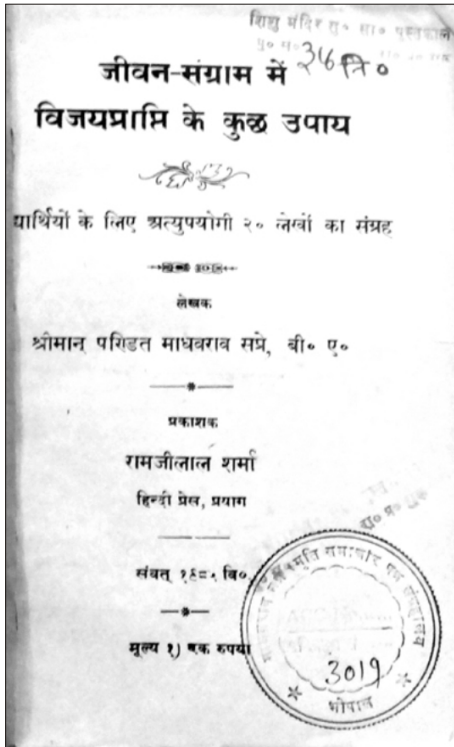 शिशु मंदिर
जीवन-संग्राम में
विजयप्राप्ति के कुछ उपाय
द्यार्थियों के लिए अत्युपयोगी २० लेखों का संग्रह
लेखक
श्रीमान् पण्डित माधवराव सप्रे, बी० ए०
प्रकाशक
रामजीलाल शर्मा
हिन्दी प्रेस, प्रयाग
संवत् वि०
मूल्य १) एक रुपया
3019
भोपाल